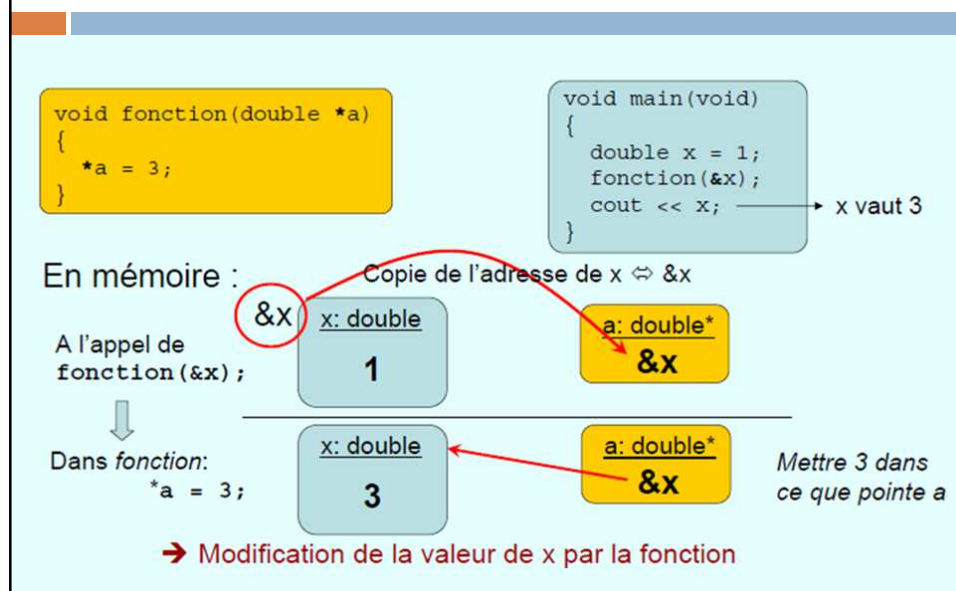 void fonction(double *a)
{
*a = 3;
}
void main(void)
{
double x = 1;
fonction(&x);
cout << x;
}
x vaut 3
En mémoire :
Copie de l'adresse de x ⇔ &x
&x
x: double
1
a: double*
&x
A l'appel de
fonction(&x);
Dans fonction:
*a = 3;
x: double
3
a: double*
&x
Mettre 3 dans
ce que pointe a
➔ Modification de la valeur de x par la fonction